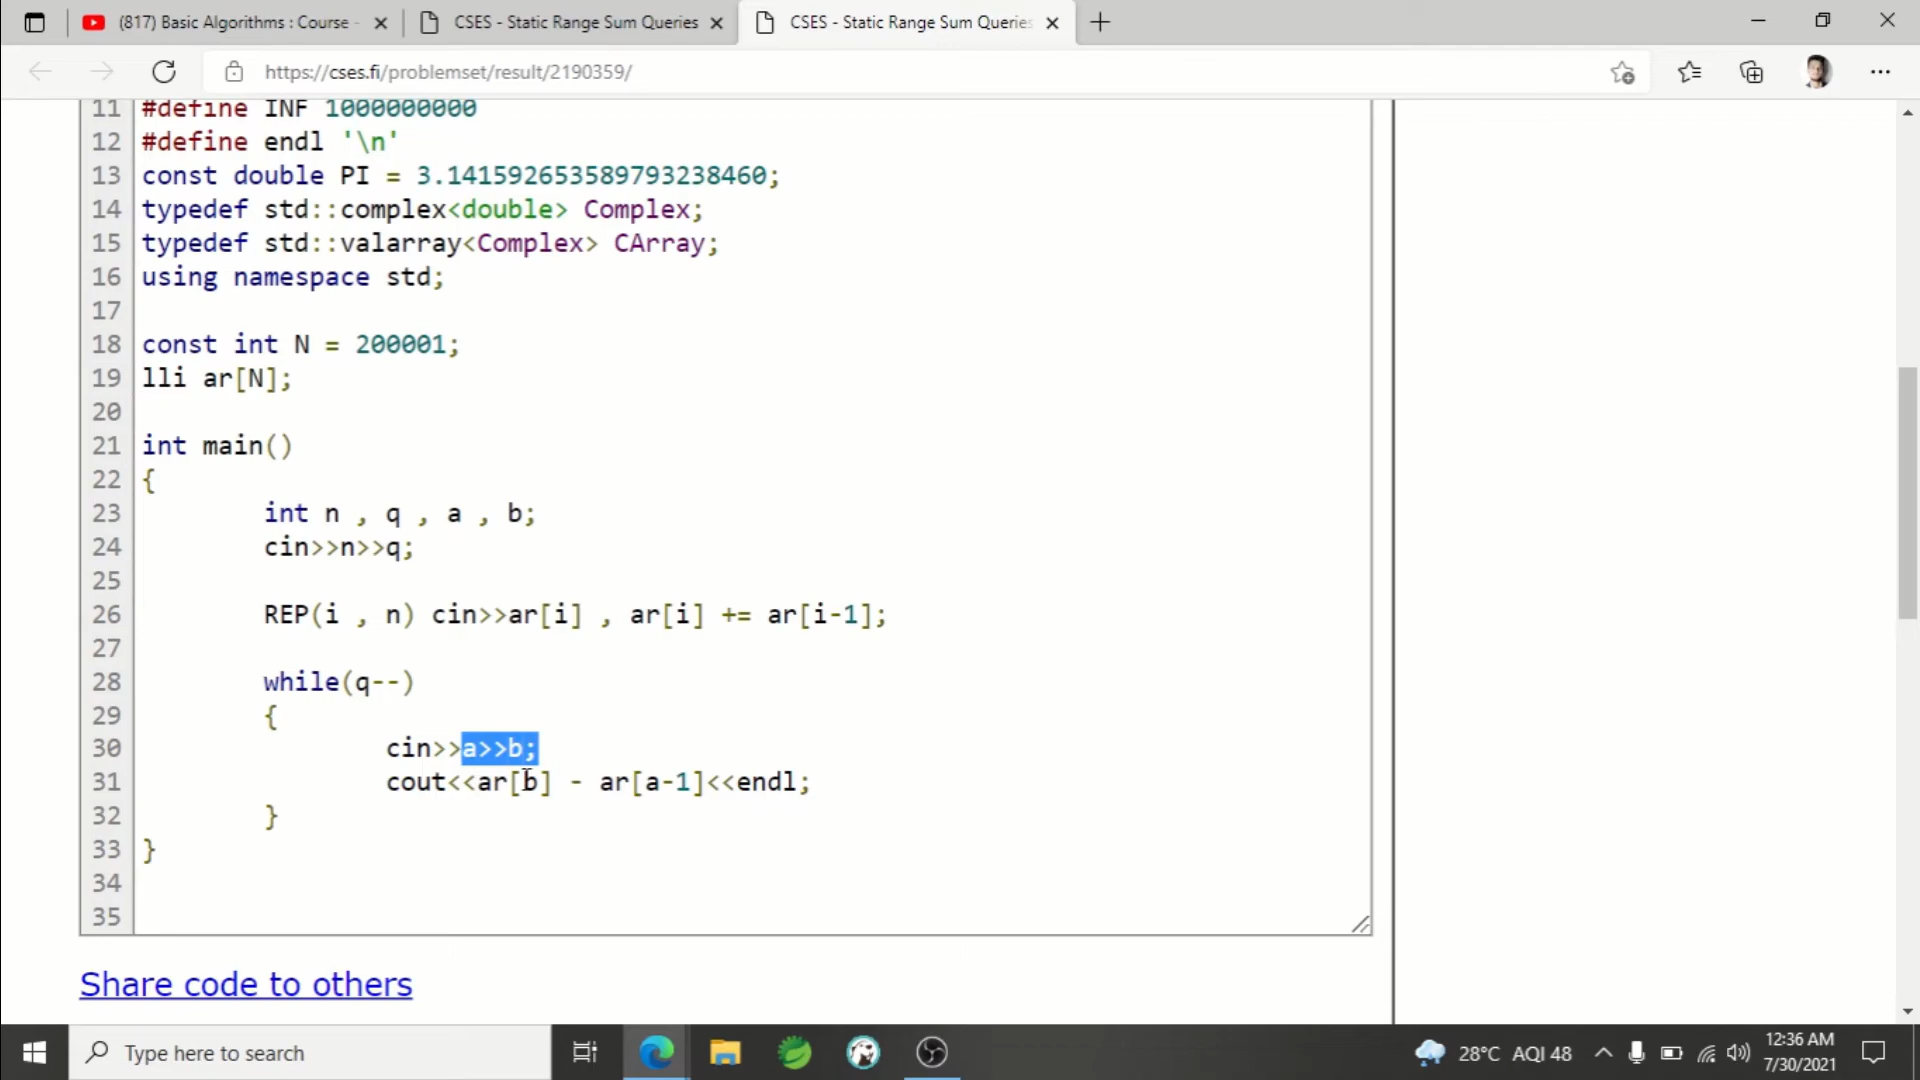 (817) Basic Algorithms : Course -
CSES - Static Range Sum Queries
CSES - Static Range Sum Queries
https://cses.fi/problemset/result/2190359/
11 #define INF 1000000000
12 #define endl '\n'
13 const double PI = 3.141592653589793238460;
14 typedef std::complex<double> Complex;
15 typedef std::valarray<Complex> CArray;
16 using namespace std;
17
18 const int N = 200001;
19 lli ar[N];
20
21 int main()
22 {
23 int n , q , a , b;
24 cin>>n>>q;
25
26 REP(i , n) cin>>ar[i] , ar[i] += ar[i-1];
27
28 while(q--)
29 {
30 cin>>a>>b;
31 cout<<ar[b] - ar[a-1]<<endl;
32 }
33 }
34
35
Share code to others
Type here to search
28°C AQI 48
12:36 AM
7/30/2021